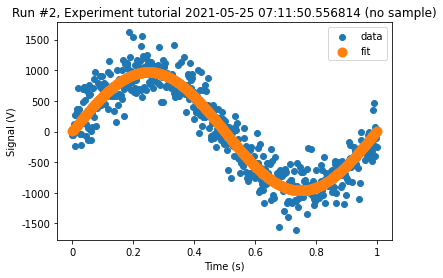 Run #2, Experiment tutorial 2021-05-25 07:11:50.556814 (no sample)
data
fit
Signal (V)
1500
1000
500
0
-500
-1000
-1500
0
0.2
0.4
0.6
0.8
1
Time (s)